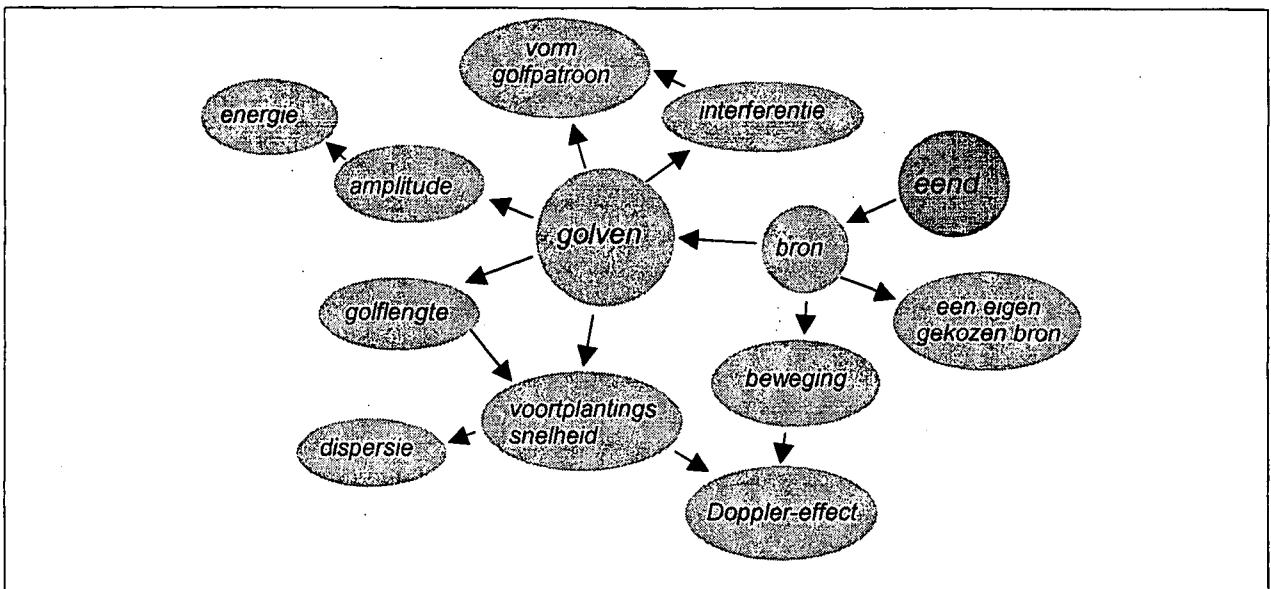 vorm
golfpatroon
energie
interferentie
amplitude
eend
golven
bron
golflengte
een eigen
gekozen bron
beweging
voortplantings
snelheid
dispersie
Doppler-effect